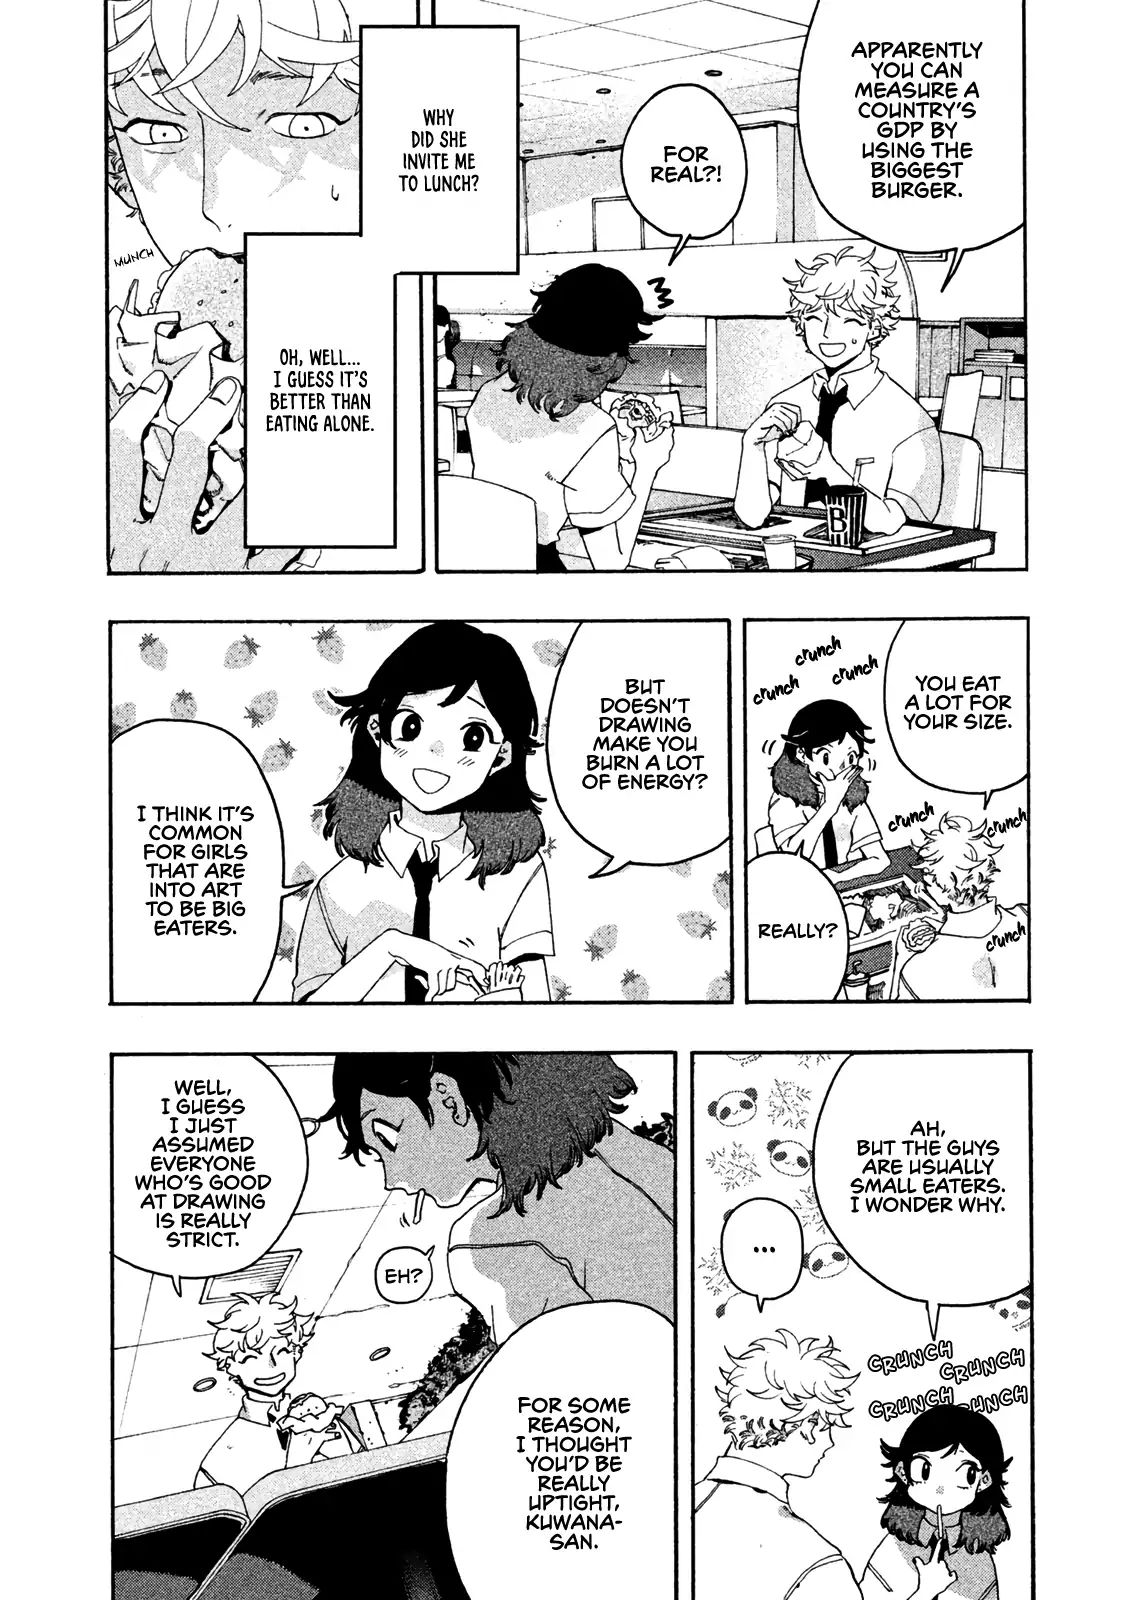 APPARENTLY
YOU CAN
MEASURE A
COUNTRY'S
GDP BY
USING THE
BIGGEST
BURGER.
FOR
REAL?!
B
WHY
DID SHE
INVITE ME
TO LUNCH?
MUNCH
OH, WELL...
I GUESS IT'S
BETTER THAN
EATING ALONE.
YOU EAT
A LOT FOR
YOUR SIZE.
crunch
crunch
crunch
crunch
crunch
crunch
REALLY?
BUT
DOESN'T
DRAWING
MAKE YOU
BURN A LOT
OF ENERGY?
I THINK IT'S
COMMON
FOR GIRLS
THAT ARE
INTO ART
TO BE BIG
EATERS.
AH,
BUT THE GUYS
ARE USUALLY
SMALL EATERS.
I WONDER WHY.
...
CRUNCH
CRUNCH
CRUNCH
CRUNCH
CRUNCH
FOR SOME
REASON,
I THOUGHT
YOU'D BE
REALLY
UPTIGHT,
KUWANA-
SAN.
EH?
WELL,
I GUESS
I JUST
ASSUMED
EVERYONE
WHO'S GOOD
AT DRAWING
IS REALLY
STRICT.